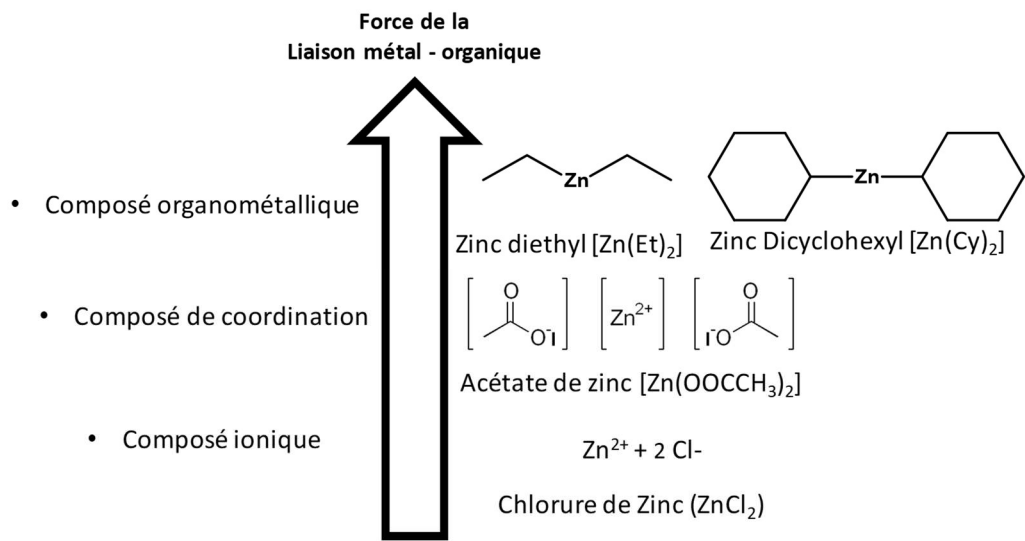 Force de la
Liaison métal - organique
• Composé organométallique
Zn
Zn
Zinc diethyl [Zn(Et)₂]
Zinc Dicyclohexyl [Zn(Cy)₂]
• Composé de coordination
O
O⁻ı
Zn²⁺
O
ı⁻O
Acétate de zinc [Zn(OOCCH₃)₂]
• Composé ionique
Zn²⁺ + 2 Cl-
Chlorure de Zinc (ZnCl₂)